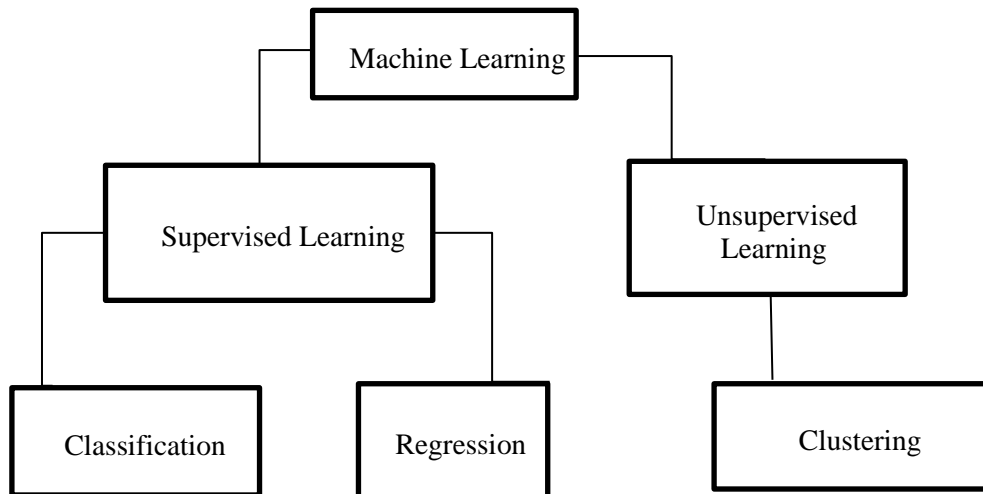 Machine Learning
Supervised Learning
Unsupervised
Learning
Classification
Regression
Clustering